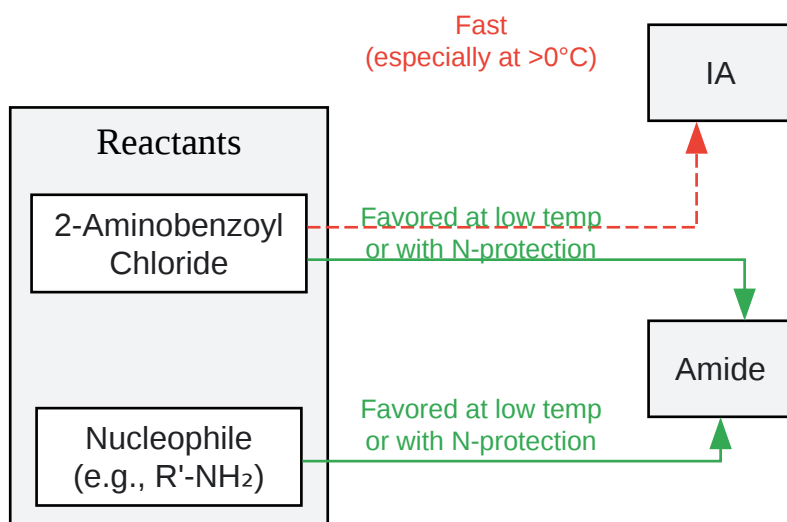 Fast
(especially at >0°C)
IA
Reactants
2-Aminobenzoyl
Chloride
Favored at low temp
or with N-protection
Amide
Nucleophile
(e.g., R'-NH₂)
Favored at low temp
or with N-protection